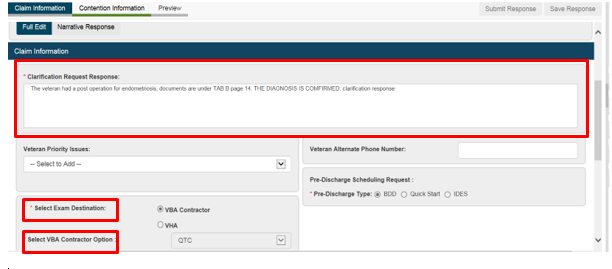 Claim Information Contention Information Preview Submit Response Save Response
Full Edit Narrative Response
Claim Information
* Clarification Request Response:
The veteran had a post operation for endometriosis, documents are under TAB B page 14. THE DIAGNOSIS IS COMFIRMED. clarification response
Veteran Priority Issues:
-- Select to Add --
Veteran Alternate Phone Number:
Pre-Discharge Scheduling Request :
* Pre-Discharge Type: BDD Quick Start IDES
* Select Exam Destination: VBA Contractor
VHA
Select VBA Contractor Option : QTC